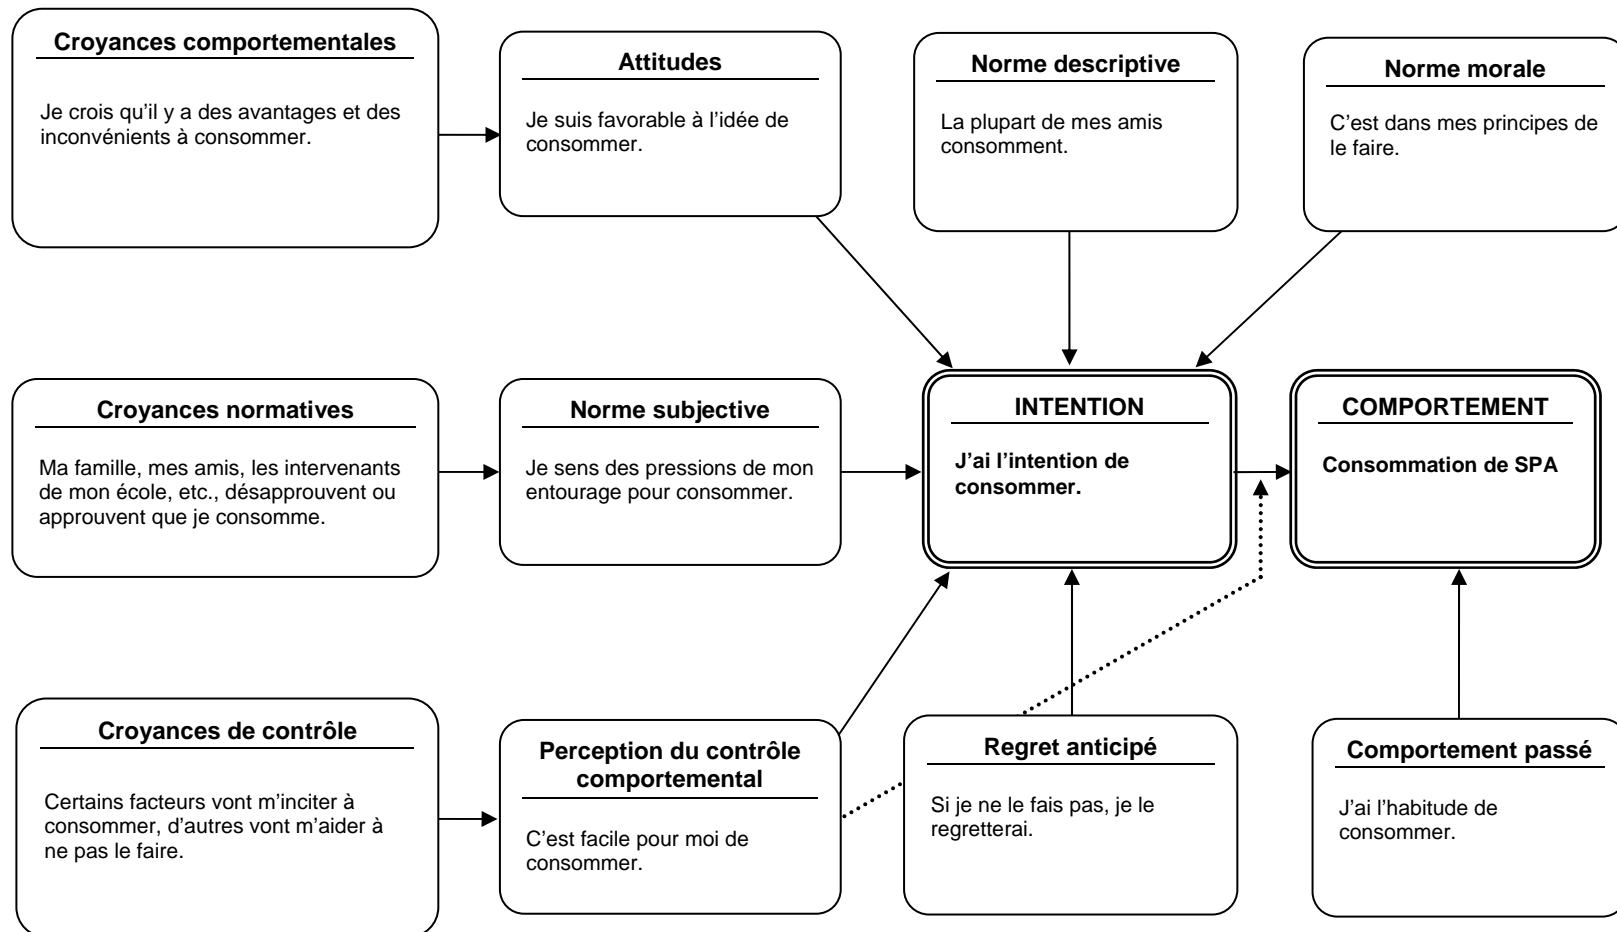 Croyances comportementales
Je crois qu’il y a des avantages et des
inconvénients à consommer.
Attitudes
Je suis favorable à l’idée de
consommer.
Norme descriptive
La plupart de mes amis
consomment.
Norme morale
C’est dans mes principes de
le faire.
Croyances normatives
Ma famille, mes amis, les intervenants
de mon école, etc., désapprouvent ou
approuvent que je consomme.
Norme subjective
Je sens des pressions de mon
entourage pour consommer.
INTENTION
J’ai l’intention de
consommer.
COMPORTEMENT
Consommation de SPA
Croyances de contrôle
Certains facteurs vont m’inciter à
consommer, d’autres vont m’aider à
ne pas le faire.
Perception du contrôle
comportemental
C’est facile pour moi de
consommer.
Regret anticipé
Si je ne le fais pas, je le
regretterai.
Comportement passé
J’ai l’habitude de
consommer.